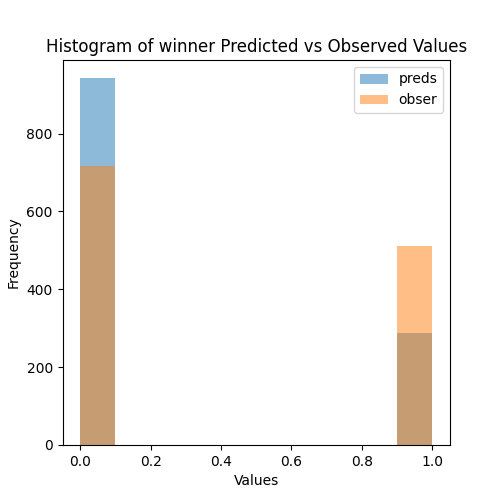 Histogram of winner Predicted vs Observed Values
preds
obser
800
600
400
200
0
Frequency
0.0 0.2 0.4 0.6 0.8 1.0
Values